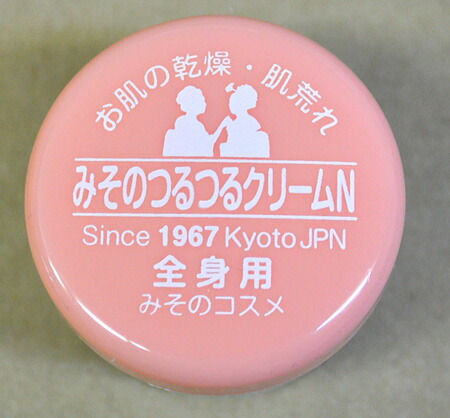 お肌の乾燥・肌荒れ
みそのつるつるクリームN
Since 1967 Kyoto JPN
全身用
みそのコスメ